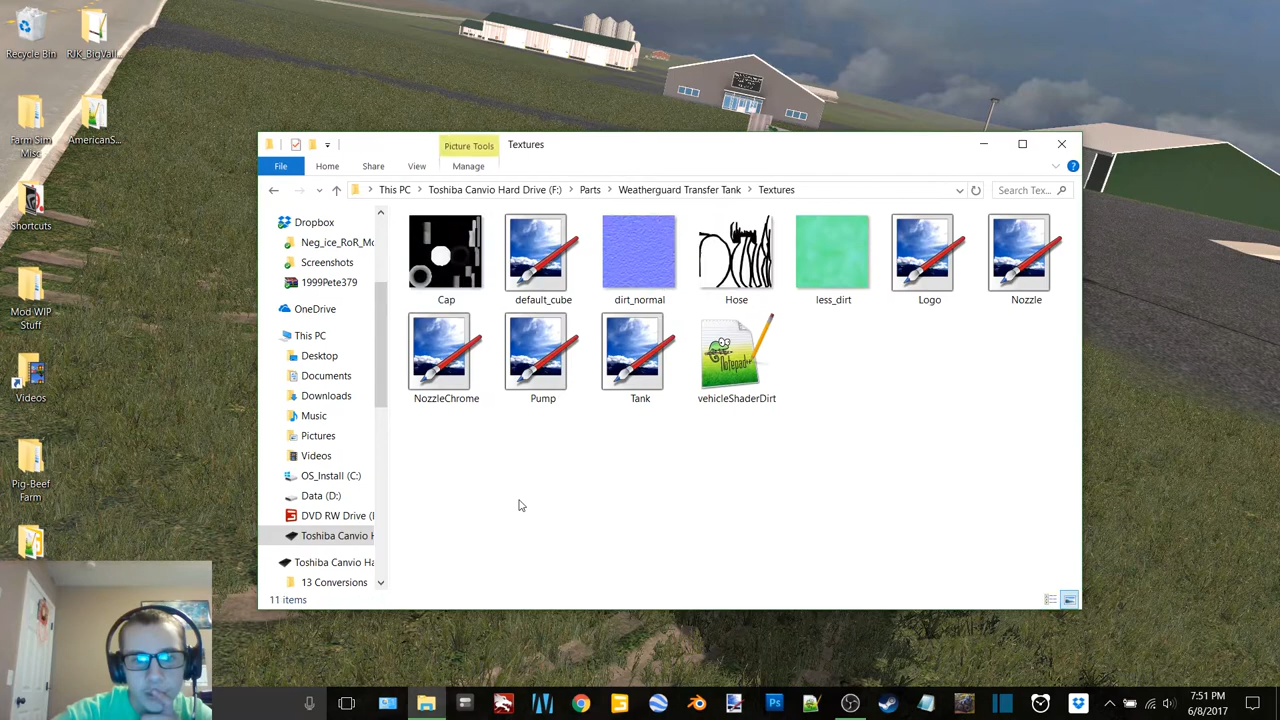 Recycle Bin
RJK_BigVall...
Farm Sim
Misc
AmericanS...
Shortcuts
Mod WIP
Stuff
Videos
Pig-Beef
Farm
Picture Tools
Textures
File
Home
Share
View
Manage
This PC
Toshiba Canvio Hard Drive (F:)
Parts
Weatherguard Transfer Tank
Textures
Search Tex...
Dropbox
Neg_ice_RoR_Mo
Screenshots
1999Pete379
OneDrive
This PC
Desktop
Documents
Downloads
Music
Pictures
Videos
OS_Install (C:)
Data (D:)
DVD RW Drive (
Toshiba Canvio H
Toshiba Canvio Ha
13 Conversions
Cap
default_cube
dirt_normal
Hose
less_dirt
Logo
Nozzle
NozzleChrome
Pump
Tank
vehicleShaderDirt
11 items
7:51 PM
6/8/2017